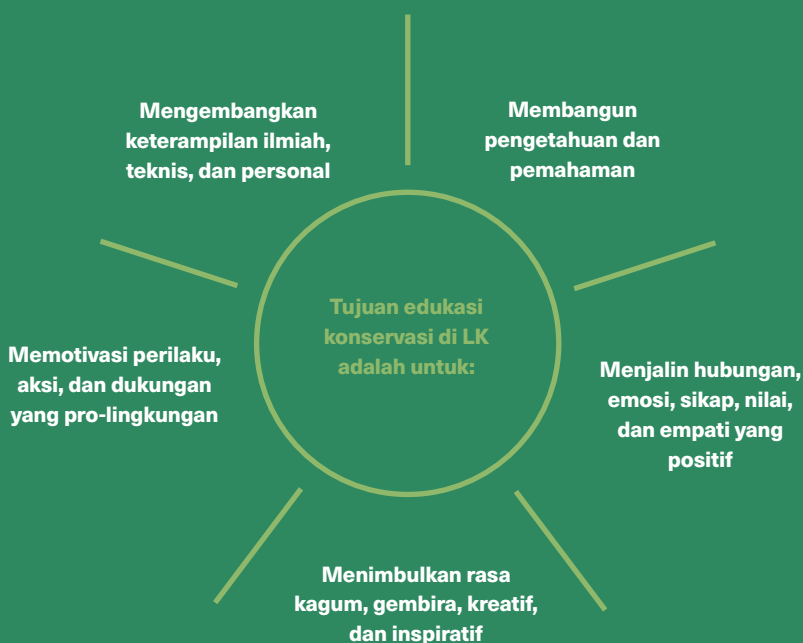 Tujuan edukasi
konservasi di LK
adalah untuk:
Membangun
pengetahuan dan
pemahaman
Menjalin hubungan,
emosi, sikap, nilai,
dan empati yang
positif
Menimbulkan rasa
kagum, gembira, kreatif,
dan inspiratif
Memotivasi perilaku,
aksi, dan dukungan
yang pro-lingkungan
Mengembangkan
keterampilan ilmiah,
teknis, dan personal